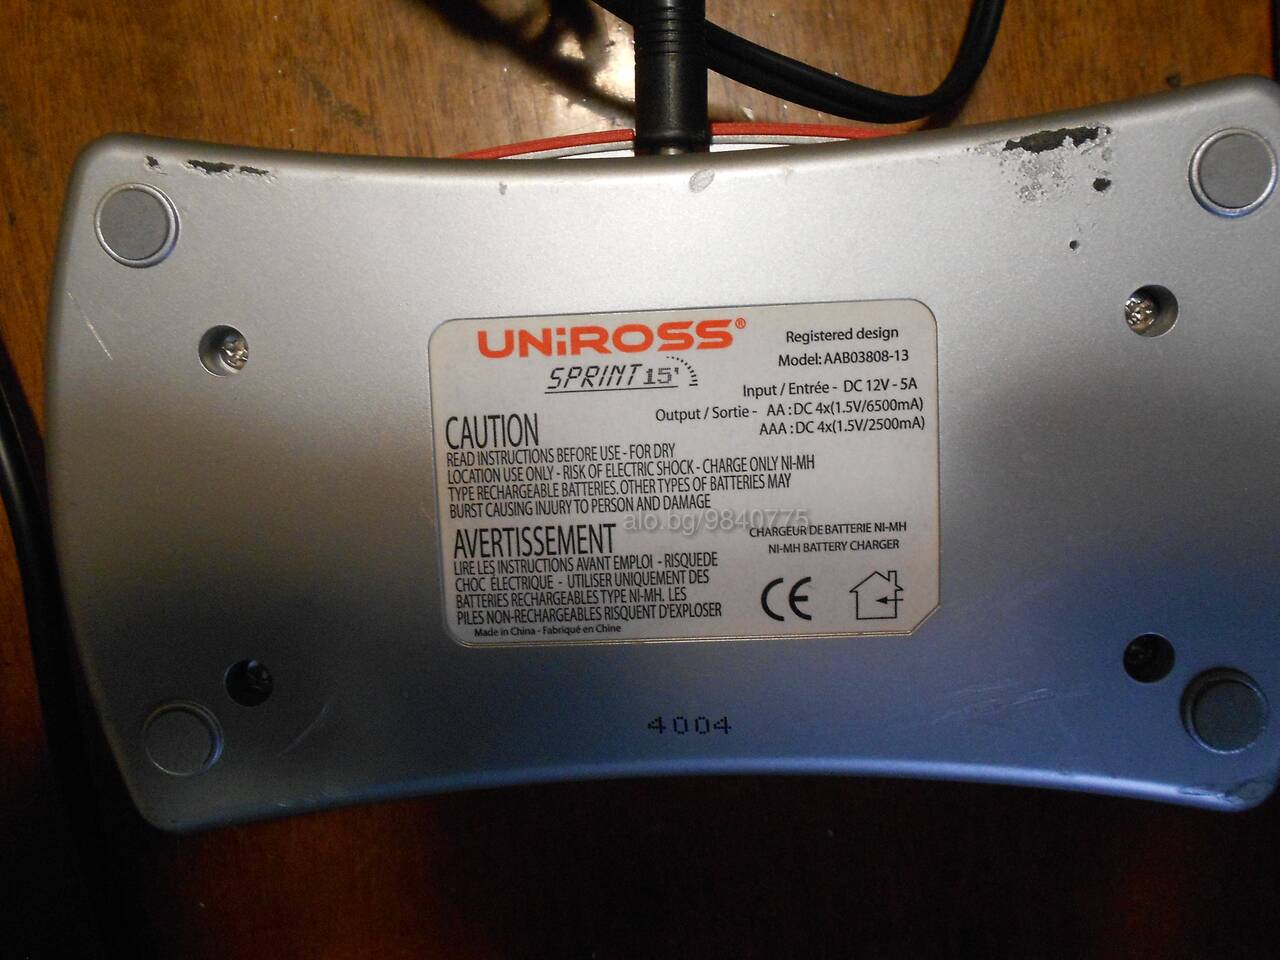 UNiROSS®
SPRINT 15'
Registered design
Model: AAB03808-13
Input / Entrée - DC 12V - 5A
Output / Sortie - AA : DC 4x(1.5V/6500mA)
AAA : DC 4x(1.5V/2500mA)
CAUTION
READ INSTRUCTIONS BEFORE USE - FOR DRY
LOCATION USE ONLY - RISK OF ELECTRIC SHOCK - CHARGE ONLY NI-MH
TYPE RECHARGEABLE BATTERIES. OTHER TYPES OF BATTERIES MAY
BURST CAUSING INJURY TO PERSON AND DAMAGE
alo.bg/9840775
AVERTISSEMENT
LIRE LES INSTRUCTIONS AVANT EMPLOI - RISQUEDE
CHOC ÉLECTRIQUE - UTILISER UNIQUEMENT DES
BATTERIES RECHARGEABLES TYPE NI-MH. LES
PILES NON-RECHARGEABLES RISQUENT D'EXPLOSER
Made in China - Fabriqué en Chine
CHARGEUR DE BATTERIE NI-MH
NI-MH BATTERY CHARGER
CE
4004